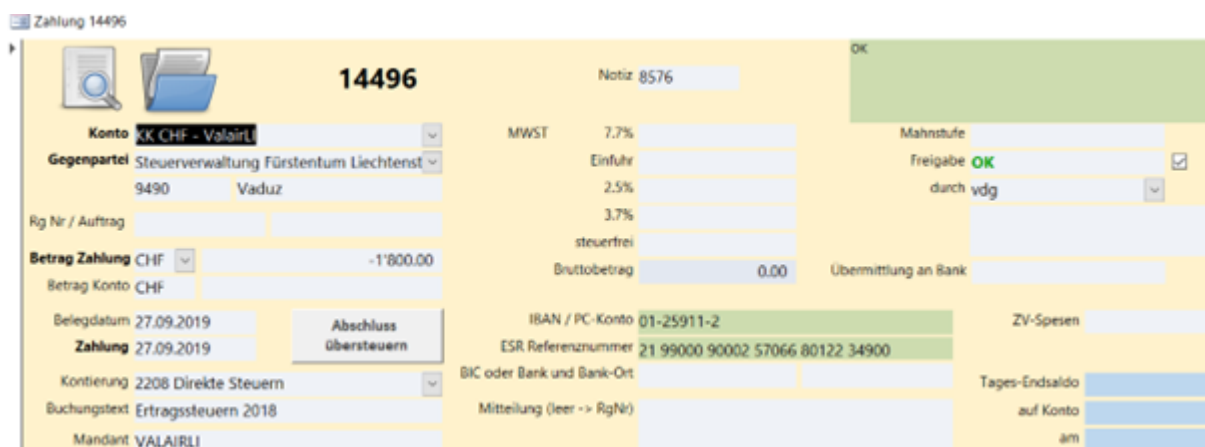 Zahlung 14496
14496
Notiz 8576
OK
Konto KK CHF - ValairLI
MWST 7.7%
Mahnstufe
Gegenpartei Steuerverwaltung Fürstentum Liechtenst
Einfuhr
Freigabe OK
9490 Vaduz
2.5%
durch vdg
Rg Nr / Auftrag
3.7%
steuerfrei
Betrag Zahlung CHF -1'800.00
Bruttobetrag 0.00
Übermittlung an Bank
Betrag Konto CHF
Belegdatum 27.09.2019
Abschluss
übersteuern
IBAN / PC-Konto 01-25911-2
ZV-Spesen
Zahlung 27.09.2019
ESR Referenznummer 21 99000 90002 57066 80122 34900
Kontierung 2208 Direkte Steuern
BIC oder Bank und Bank-Ort
Tages-Endsaldo
Buchungstext Ertragssteuern 2018
Mitteilung (leer -> RgNr)
auf Konto
Mandant VALAIRLI
am